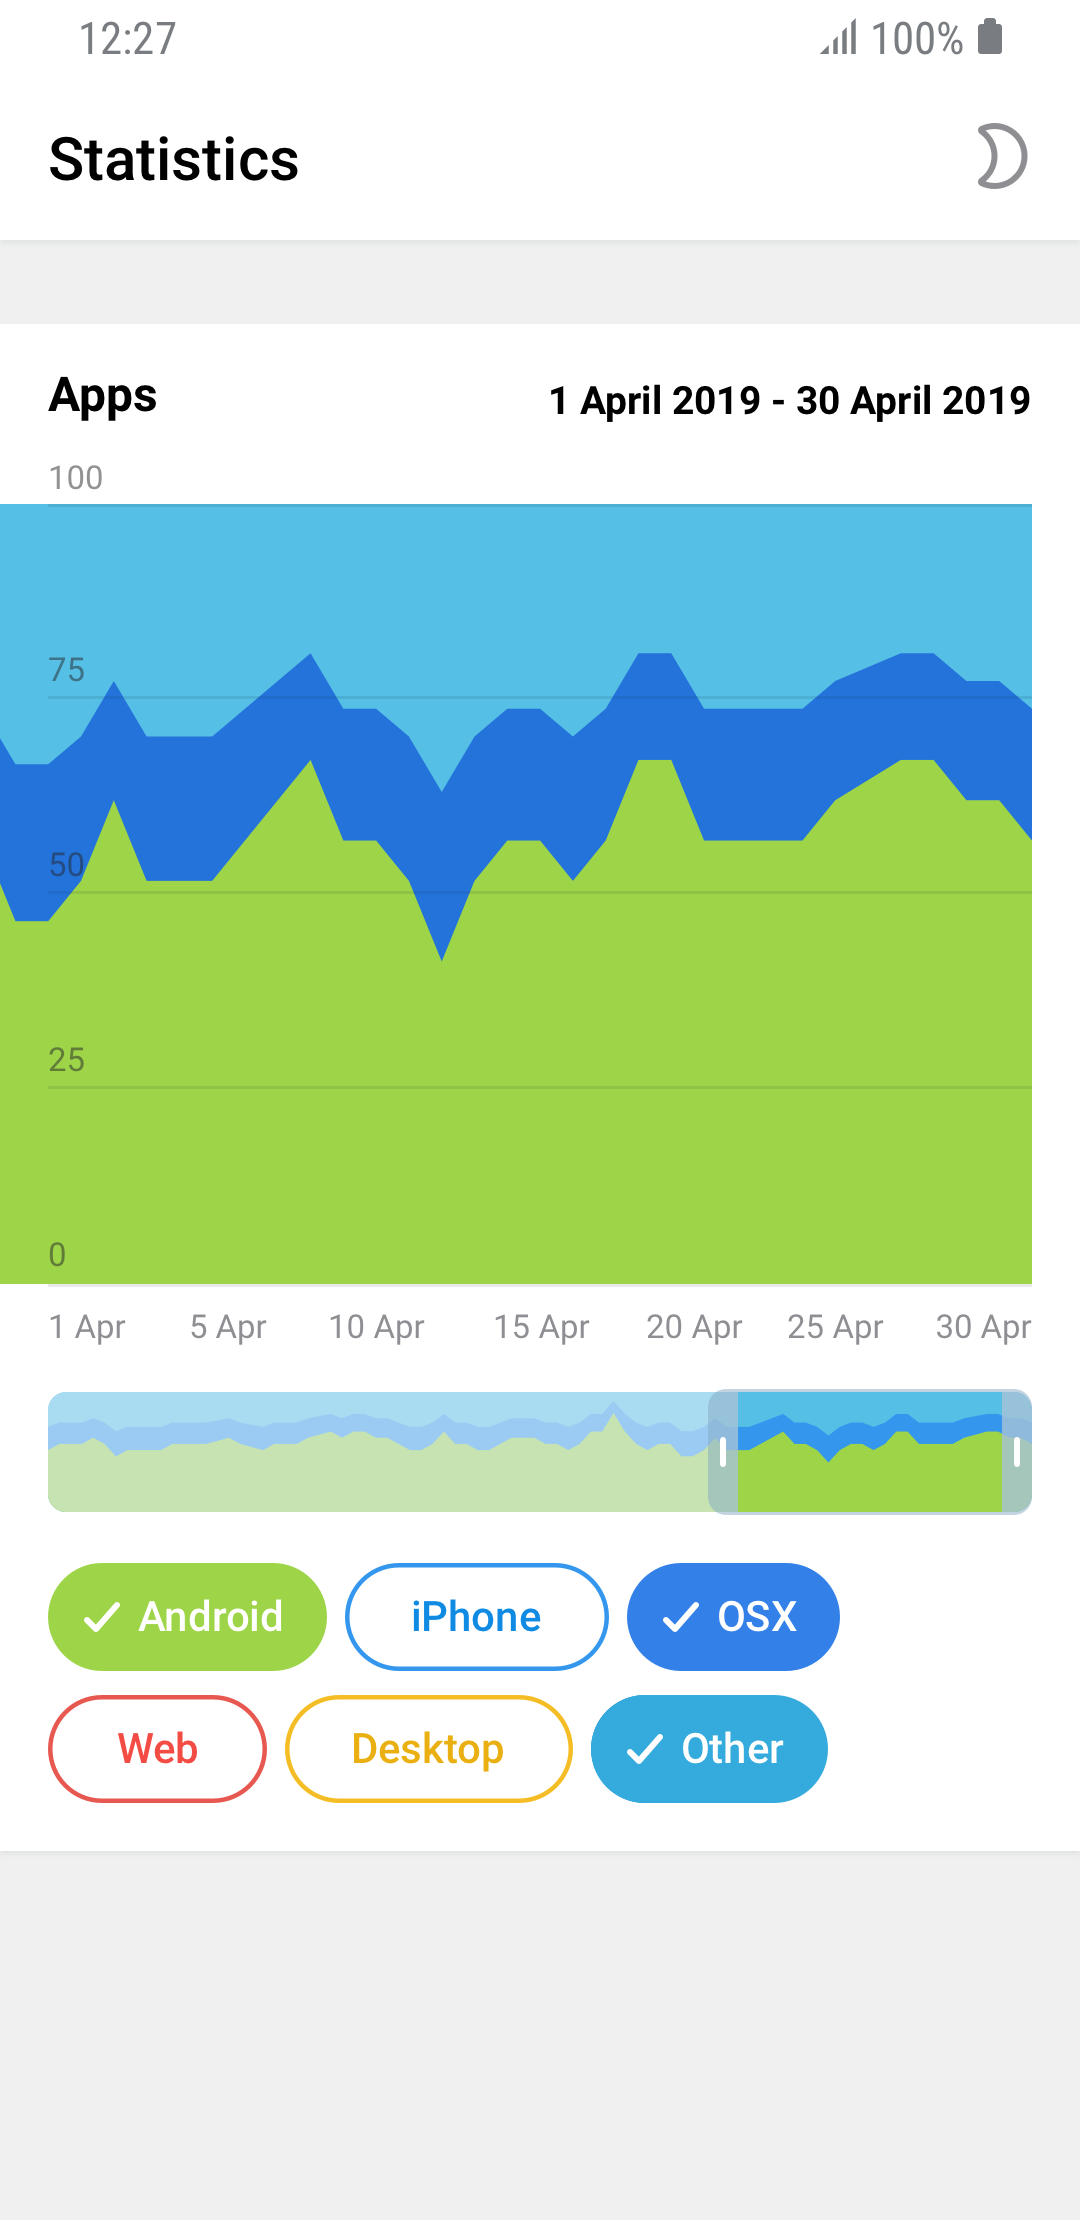 12:27 100%
Statistics
Apps 1 April 2019 - 30 April 2019
100
75
50
25
0
1 Apr 5 Apr 10 Apr 15 Apr 20 Apr 25 Apr 30 Apr
Android iPhone OSX
Web Desktop Other